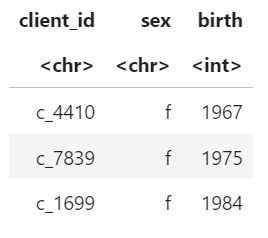 client_id sex birth
<chr> <chr> <int>
c_4410 f 1967
c_7839 f 1975
c_1699 f 1984